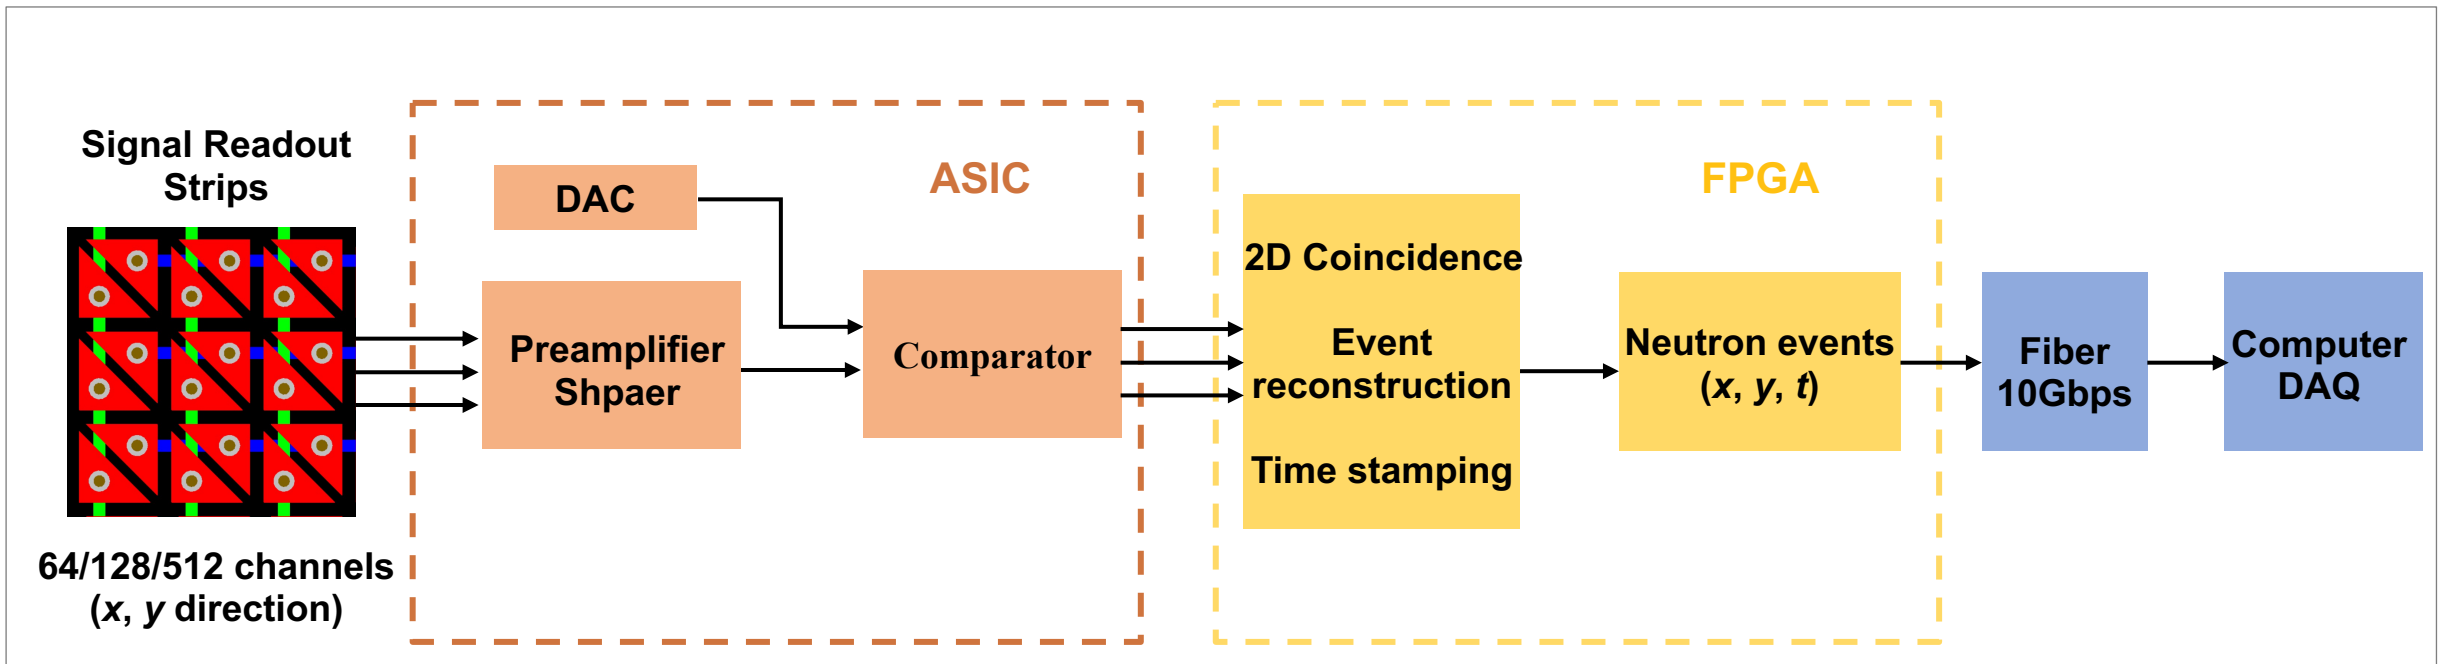 Signal Readout
Strips
64/128/512 channels
(x, y direction)
ASIC
DAC
Preamplifier
Shpaer
Comparator
FPGA
2D Coincidence
Event
reconstruction
Time stamping
Neutron events
(x, y, t)
Fiber
10Gbps
Computer
DAQ